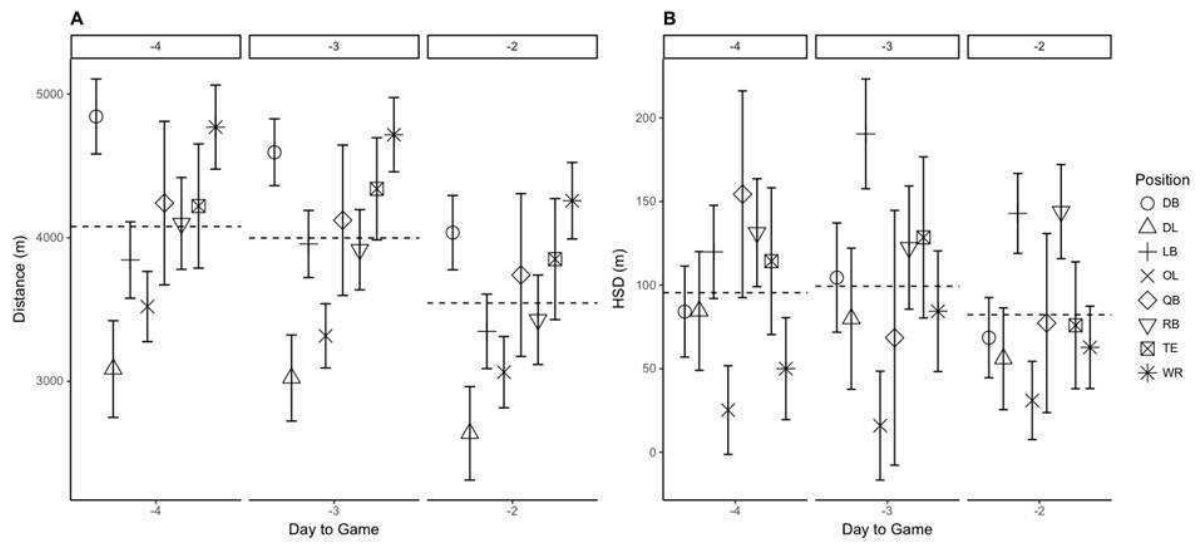 A
-4
-3
-2
5000
4000
3000
Distance (m)
-4
-3
-2
Day to Game
B
-4
-3
-2
200
150
100
50
0
HSD (m)
-4
-3
-2
Day to Game
Position
DB
DL
LB
OL
QB
RB
TE
WR